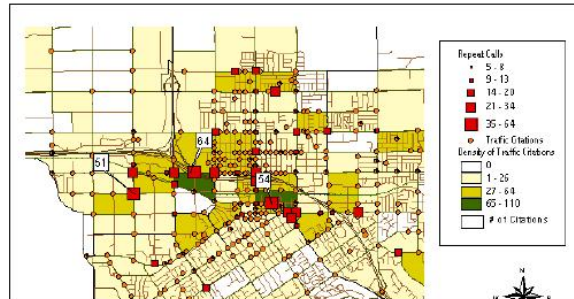 64
51
54
Repeat Calls
5 - 8
9 - 13
14 - 20
21 - 34
35 - 64
Traffic Citations
Density of Traffic Citations
0
1 - 26
27 - 64
65 - 110
# of Citations